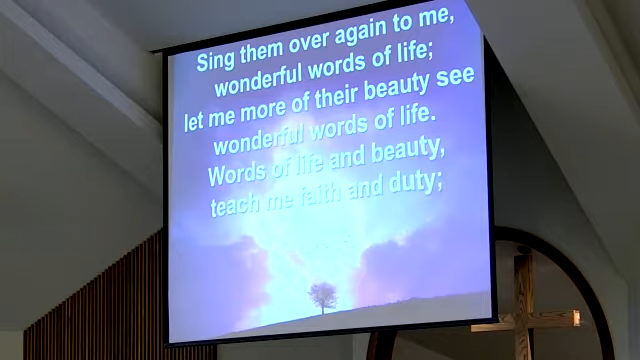 Sing them over again to me,
wonderful words of life;
let me more of their beauty see
wonderful words of life.
Words of life and beauty,
teach me faith and duty;